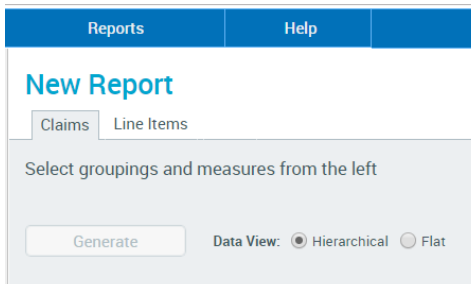 Reports Help
New Report
Claims Line Items
Select groupings and measures from the left
Generate Data View: Hierarchical Flat